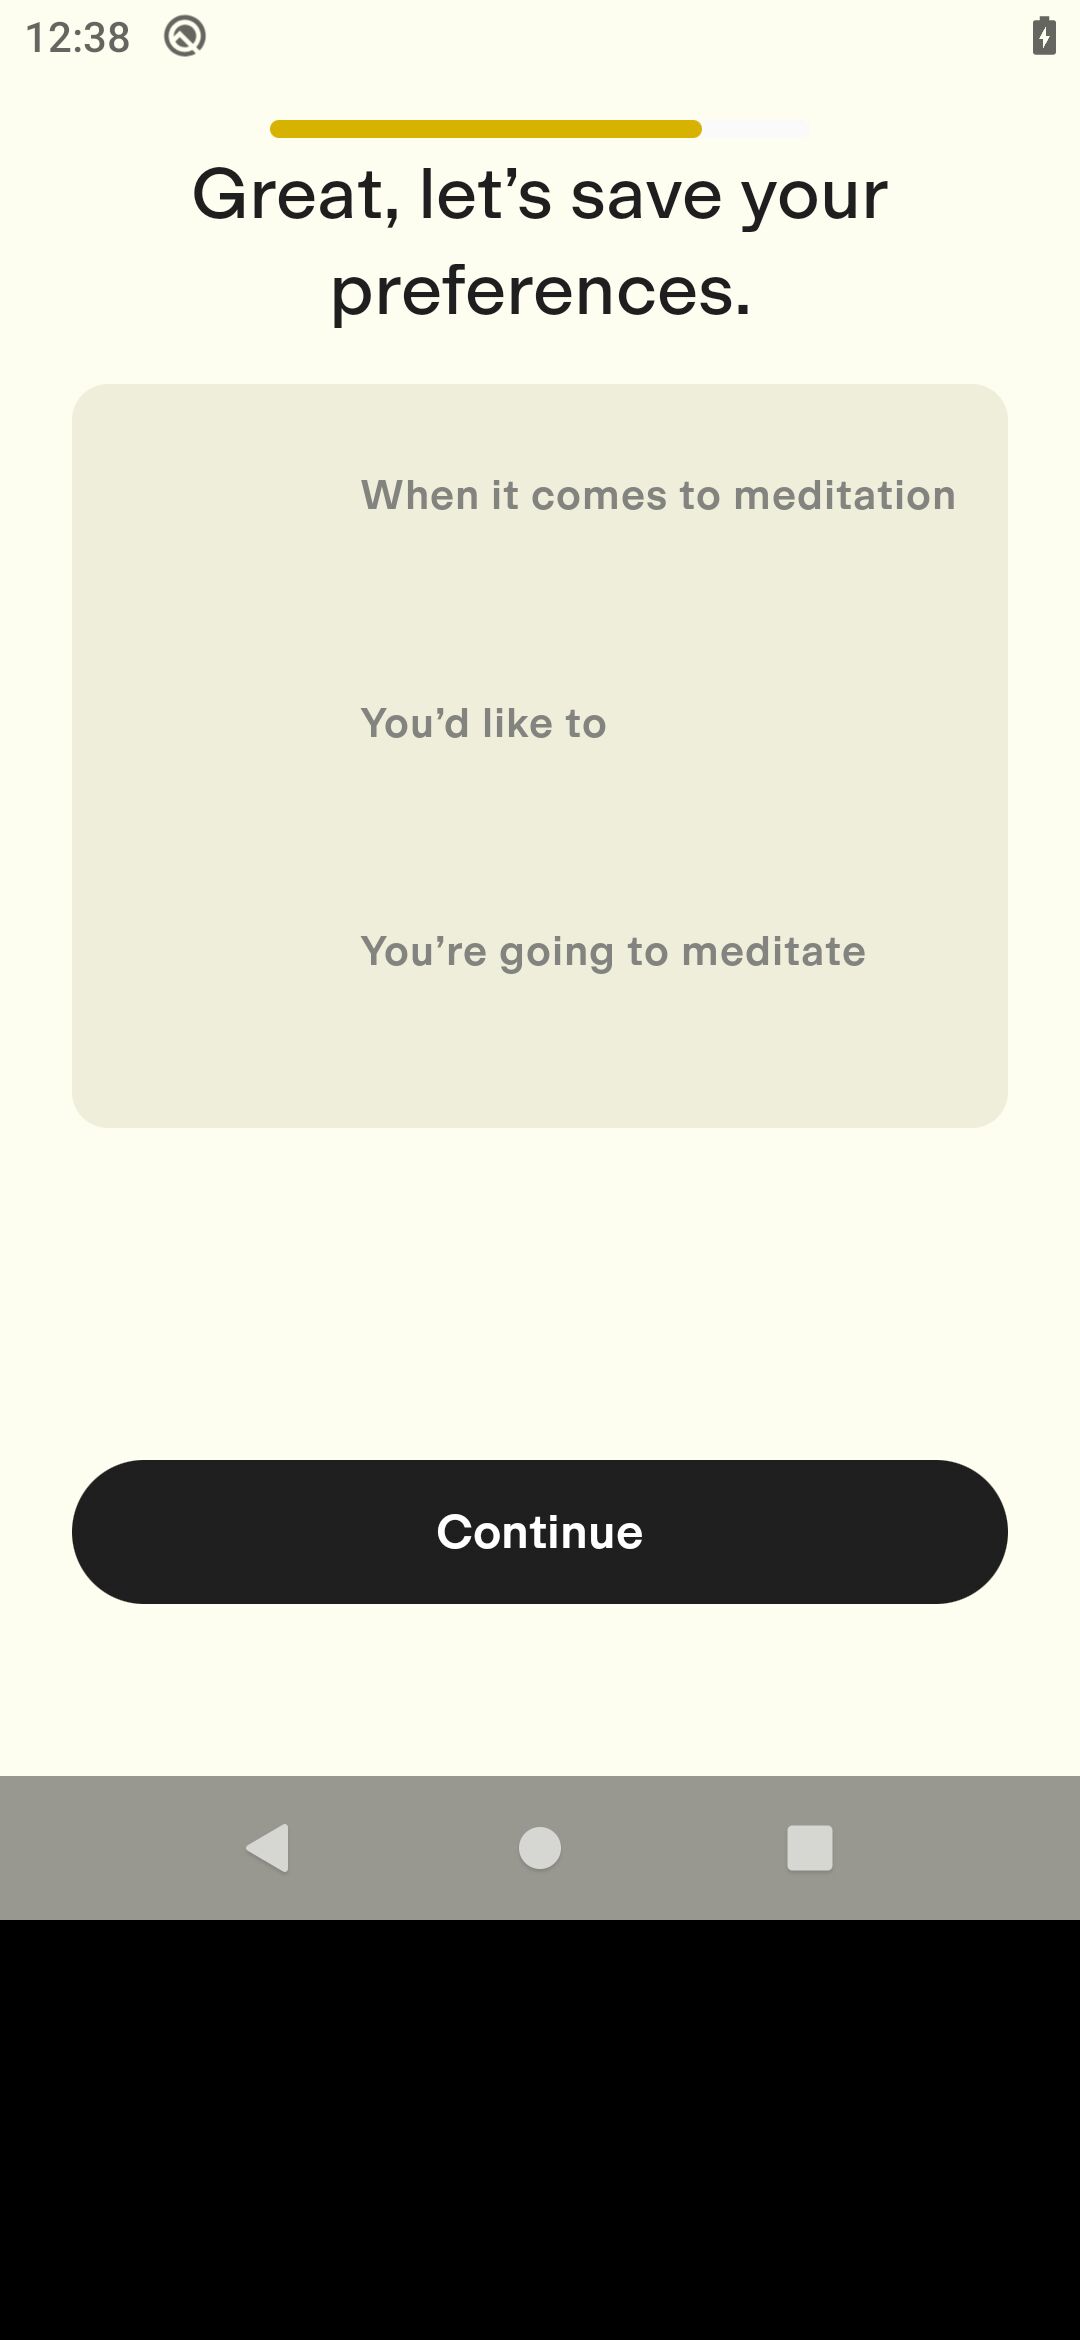 12:38
Great, let’s save your
preferences.
When it comes to meditation
You’d like to
You’re going to meditate
Continue